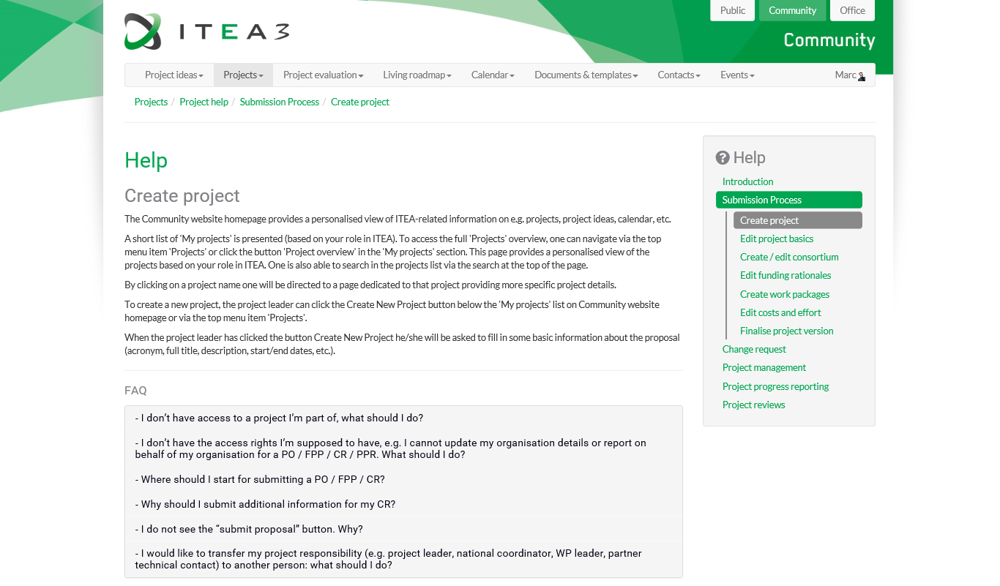 Public
Community
Office
ITEA3
Community
Project ideas
Projects
Project evaluation
Living roadmap
Calendar
Documents & templates
Contacts
Events
Marc
Projects / Project help / Submission Process / Create project
Help
Create project
The Community website homepage provides a personalised view of ITEA-related information on e.g. projects, project ideas, calendar, etc.
A short list of 'My projects' is presented (based on your role in ITEA). To access the full 'Projects' overview, one can navigate via the top
menu item 'Projects' or click the button 'Project overview' in the 'My projects' section. This page provides a personalised view of the
projects based on your role in ITEA. One is also able to search in the projects list via the search at the top of the page.
By clicking on a project name one will be directed to a page dedicated to that project providing more specific project details.
To create a new project, the project leader can click the Create New Project button below the 'My projects' list on Community website
homepage or via the top menu item 'Projects'.
When the project leader has clicked the button Create New Project he/she will be asked to fill in some basic information about the proposal
(acronym, full title, description, start/end dates, etc.).
FAQ
- I don’t have access to a project I’m part of, what should I do?
- I don’t have the access rights I’m supposed to have, e.g. I cannot update my organisation details or report on
behalf of my organisation for a PO / FPP / CR / PPR. What should I do?
- Where should I start for submitting a PO / FPP / CR?
- Why should I submit additional information for my CR?
- I do not see the “submit proposal” button. Why?
- I would like to transfer my project responsibility (e.g. project leader, national coordinator, WP leader, partner
technical contact) to another person: what should I do?
? Help
Introduction
Submission Process
Create project
Edit project basics
Create / edit consortium
Edit funding rationales
Create work packages
Edit costs and effort
Finalise project version
Change request
Project management
Project progress reporting
Project reviews